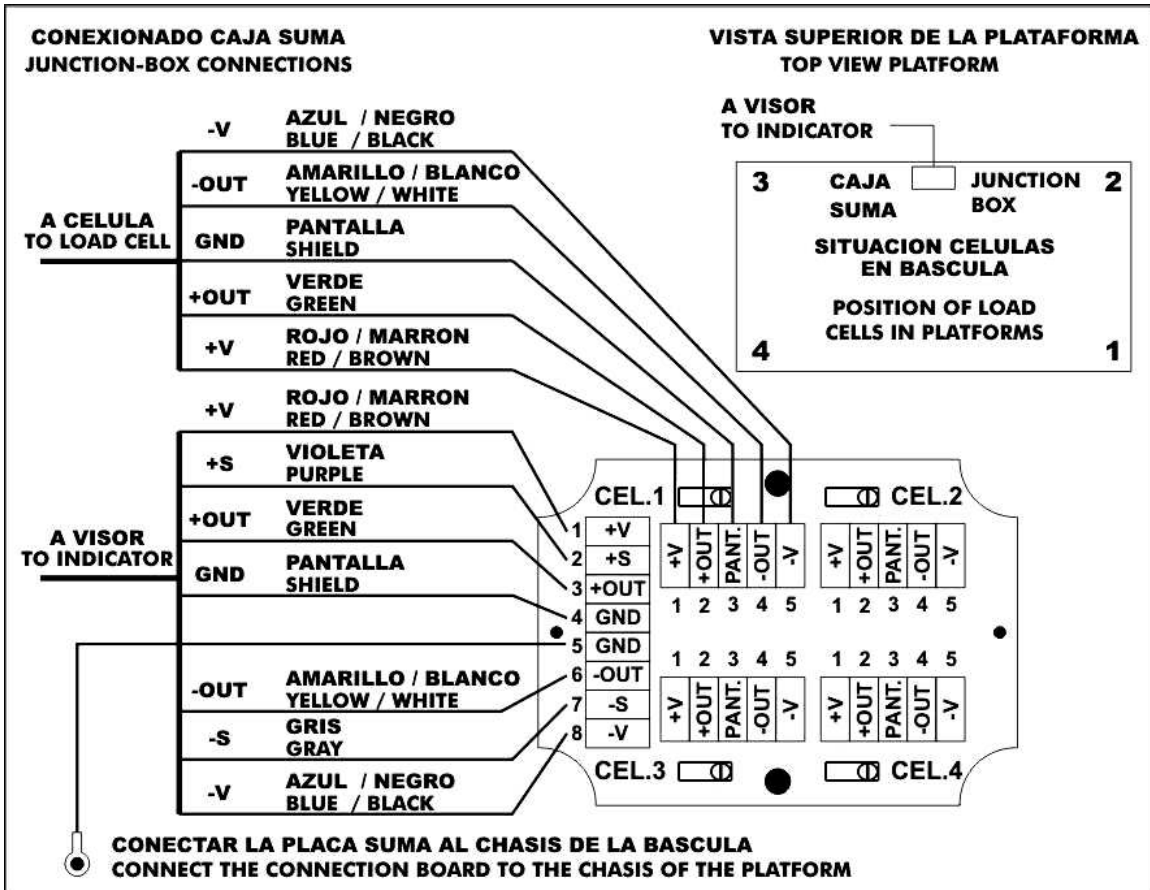 CONEXIONADO CAJA SUMA
JUNCTION-BOX CONNECTIONS
VISTA SUPERIOR DE LA PLATAFORMA
TOP VIEW PLATFORM
A VISOR
TO INDICATOR
3
CAJA
SUMA
JUNCTION
BOX
2
SITUACION CELULAS
EN BASCULA
POSITION OF LOAD
CELLS IN PLATFORMS
4
1
A CELULA
TO LOAD CELL
-V
AZUL / NEGRO
BLUE / BLACK
-OUT
AMARILLO / BLANCO
YELLOW / WHITE
GND
PANTALLA
SHIELD
+OUT
VERDE
GREEN
+V
ROJO / MARRON
RED / BROWN
A VISOR
TO INDICATOR
+V
ROJO / MARRON
RED / BROWN
+S
VIOLETA
PURPLE
+OUT
VERDE
GREEN
GND
PANTALLA
SHIELD
-OUT
AMARILLO / BLANCO
YELLOW / WHITE
-S
GRIS
GRAY
-V
AZUL / NEGRO
BLUE / BLACK
1 +V
2 +S
3 +OUT
4 GND
5 GND
6 -OUT
7 -S
8 -V
CEL.1
+V +OUT PANT. -OUT -V
1 2 3 4 5
CEL.2
+V +OUT PANT. -OUT -V
1 2 3 4 5
1 2 3 4 5
+V +OUT PANT. -OUT -V
CEL.3
1 2 3 4 5
+V +OUT PANT. -OUT -V
CEL.4
CONECTAR LA PLACA SUMA AL CHASIS DE LA BASCULA
CONNECT THE CONNECTION BOARD TO THE CHASIS OF THE PLATFORM